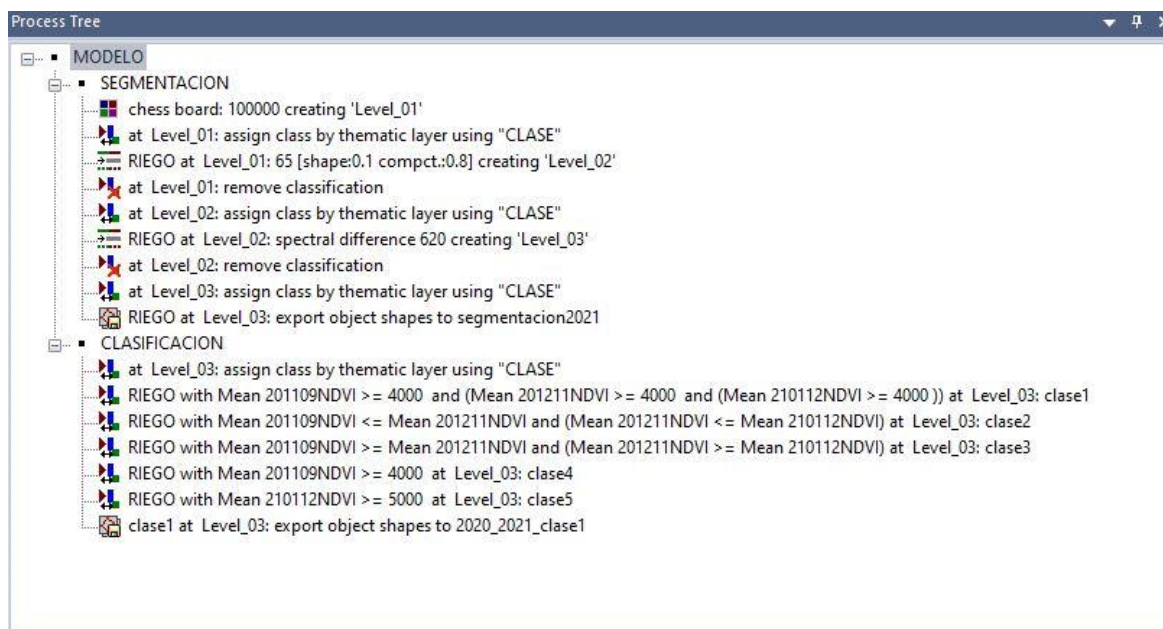 Process Tree
MODELO
SEGMENTACION
chess board: 100000 creating 'Level_01'
at Level_01: assign class by thematic layer using "CLASE"
RIEGO at Level_01: 65 [shape:0.1 compct.:0.8] creating 'Level_02'
at Level_01: remove classification
at Level_02: assign class by thematic layer using "CLASE"
RIEGO at Level_02: spectral difference 620 creating 'Level_03'
at Level_02: remove classification
at Level_03: assign class by thematic layer using "CLASE"
RIEGO at Level_03: export object shapes to segmentacion2021
CLASIFICACION
at Level_03: assign class by thematic layer using "CLASE"
RIEGO with Mean 201109NDVI >= 4000 and (Mean 201211NDVI >= 4000 and (Mean 210112NDVI >= 4000 )) at Level_03: clase1
RIEGO with Mean 201109NDVI <= Mean 201211NDVI and (Mean 201211NDVI <= Mean 210112NDVI) at Level_03: clase2
RIEGO with Mean 201109NDVI >= Mean 201211NDVI and (Mean 201211NDVI >= Mean 210112NDVI) at Level_03: clase3
RIEGO with Mean 201109NDVI >= 4000 at Level_03: clase4
RIEGO with Mean 210112NDVI >= 5000 at Level_03: clase5
clase1 at Level_03: export object shapes to 2020_2021_clase1